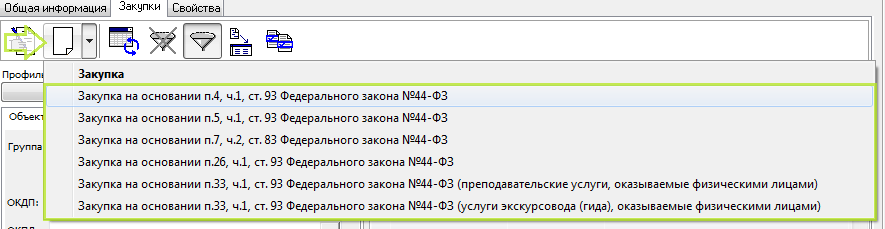 Общая информация Закупки Свойства
Профиль
Закупка
Закупка на основании п.4, ч.1, ст. 93 Федерального закона №44-ФЗ
Объект
Закупка на основании п.5, ч.1, ст. 93 Федерального закона №44-ФЗ
Закупка на основании п.7, ч.2, ст. 83 Федерального закона №44-ФЗ
Группа
Закупка на основании п.26, ч.1, ст. 93 Федерального закона №44-ФЗ
Закупка на основании п.33, ч.1, ст. 93 Федерального закона №44-ФЗ (преподавательские услуги, оказываемые физическими лицами)
ОКДП:
Закупка на основании п.33, ч.1, ст. 93 Федерального закона №44-ФЗ (услуги экскурсовода (гида), оказываемые физическими лицами)